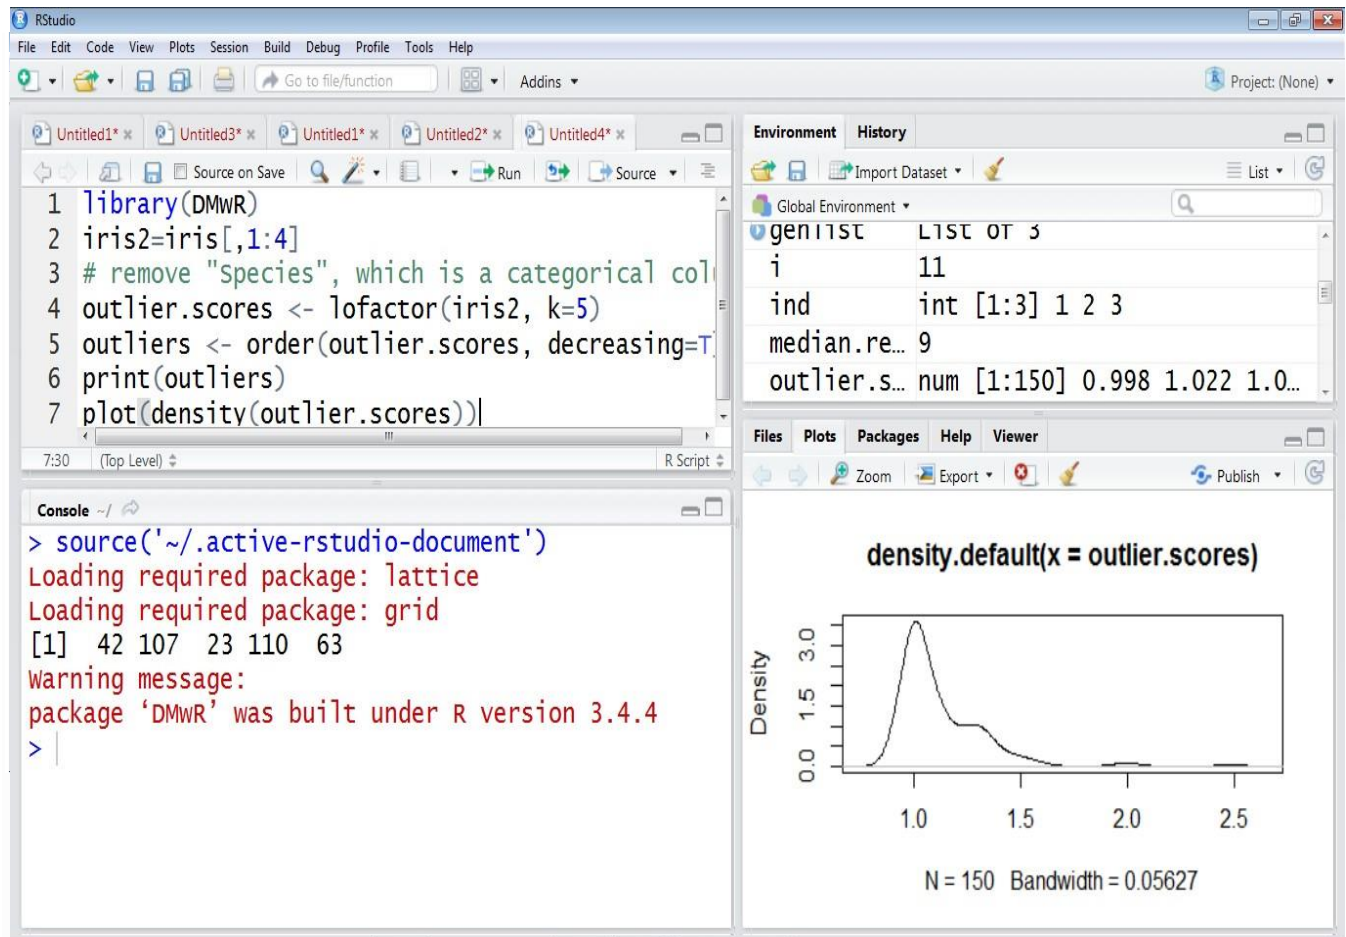 RStudio
File Edit Code View Plots Session Build Debug Profile Tools Help
Go to file/function Addins Project: (None)
Untitled1* Untitled3* Untitled1* Untitled2* Untitled4*
Source on Save Run Source
1 library(DMwR)
2 iris2=iris[,1:4]
3 # remove "Species", which is a categorical col
4 outlier.scores <- lofactor(iris2, k=5)
5 outliers <- order(outlier.scores, decreasing=T
6 print(outliers)
7 plot(density(outlier.scores))
7:30 (Top Level) R Script
Console ~/
> source('~/.active-rstudio-document')
Loading required package: lattice
Loading required package: grid
[1] 42 107 23 110 63
Warning message:
package ‘DMwR’ was built under R version 3.4.4
>
Environment History
Import Dataset List
Global Environment
genlist List of 3
i 11
ind int [1:3] 1 2 3
median.re… 9
outlier.s… num [1:150] 0.998 1.022 1.0…
Files Plots Packages Help Viewer
Zoom Export Publish
density.default(x = outlier.scores)
Density
3.0
1.5
0.0
1.0 1.5 2.0 2.5
N = 150 Bandwidth = 0.05627